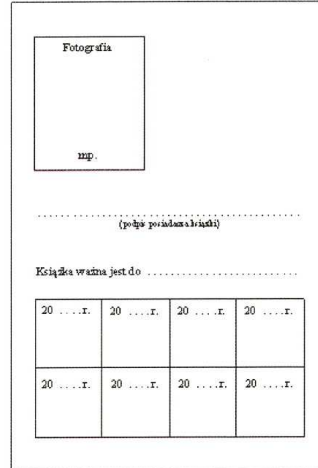 Fotografia
mp.
. . . . . . . . . . . . . . . . . . . . . . . . . . . . . . . . . . . . . . . . . .
(podpis posiadacza książki)
Książka ważna jest do . . . . . . . . . . . . . . . . . . . . . . . .
20 . . . .r. 20 . . . .r. 20 . . . .r. 20 . . . .r.
20 . . . .r. 20 . . . .r. 20 . . . .r. 20 . . . .r.